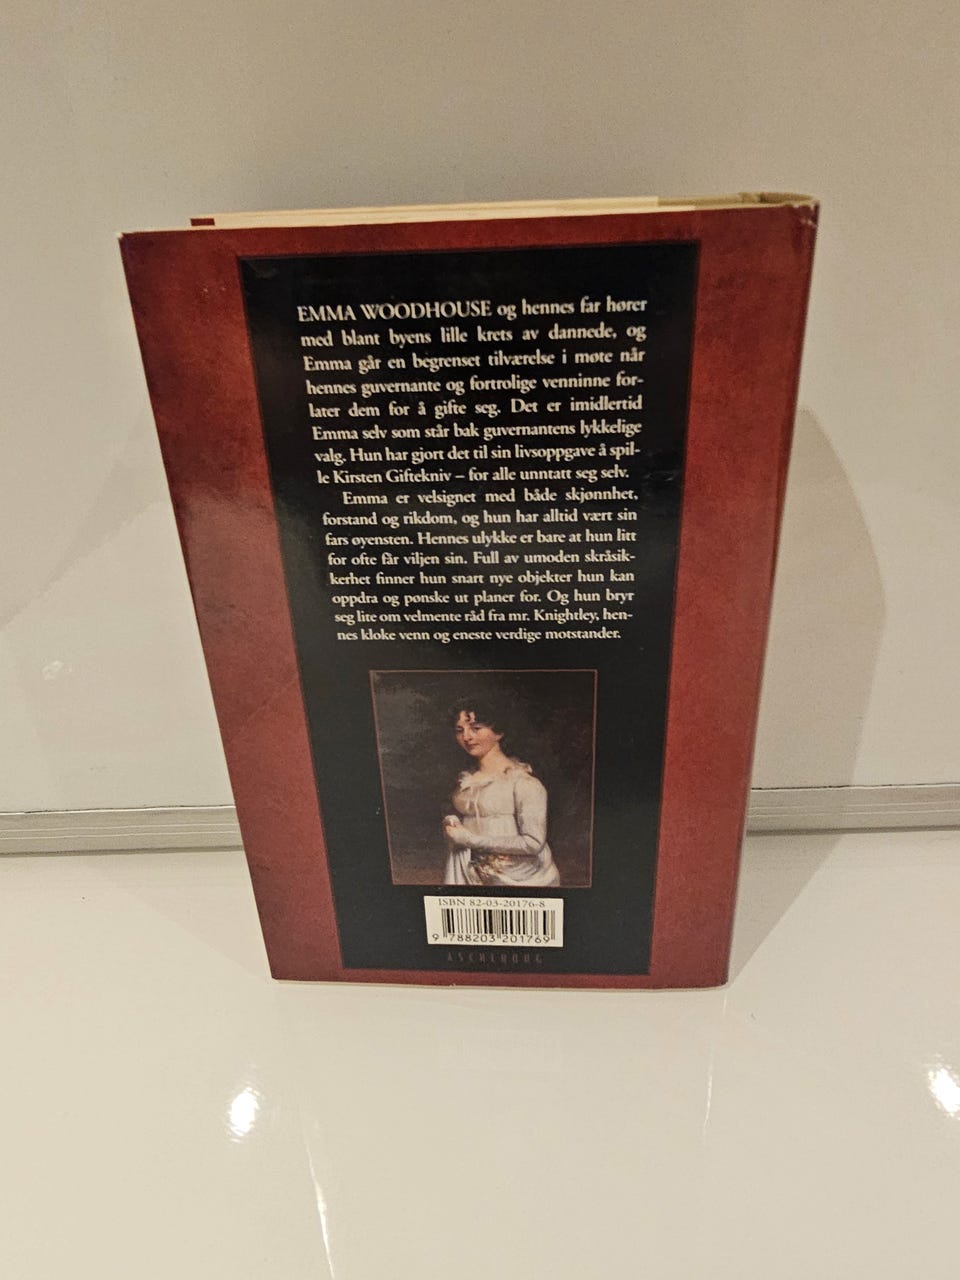 EMMA WOODHOUSE og hennes far hører
med blant byens lille krets av dannede, og
Emma går en begrenset tilværelse i møte når
hennes guvernante og fortrolige venninne for-
later dem for å gifte seg. Det er imidlertid
Emma selv som står bak guvernantens lykkelige
valg. Hun har gjort det til sin livsoppgave å spil-
le Kirsten Giftekniv – for alle unntatt seg selv.
Emma er velsignet med både skjønnhet,
forstand og rikdom, og hun har alltid vært sin
fars øyensten. Hennes ulykke er bare at hun litt
for ofte får viljen sin. Full av umoden skråsik-
kerhet finner hun snart nye objekter hun kan
oppdra og pønske ut planer for. Og hun bryr
seg lite om velmente råd fra mr. Knightley, hen-
nes kloke venn og eneste verdige motstander.
ISBN 82-03-20176-8
9 788203 201769
ASCHEHOUG